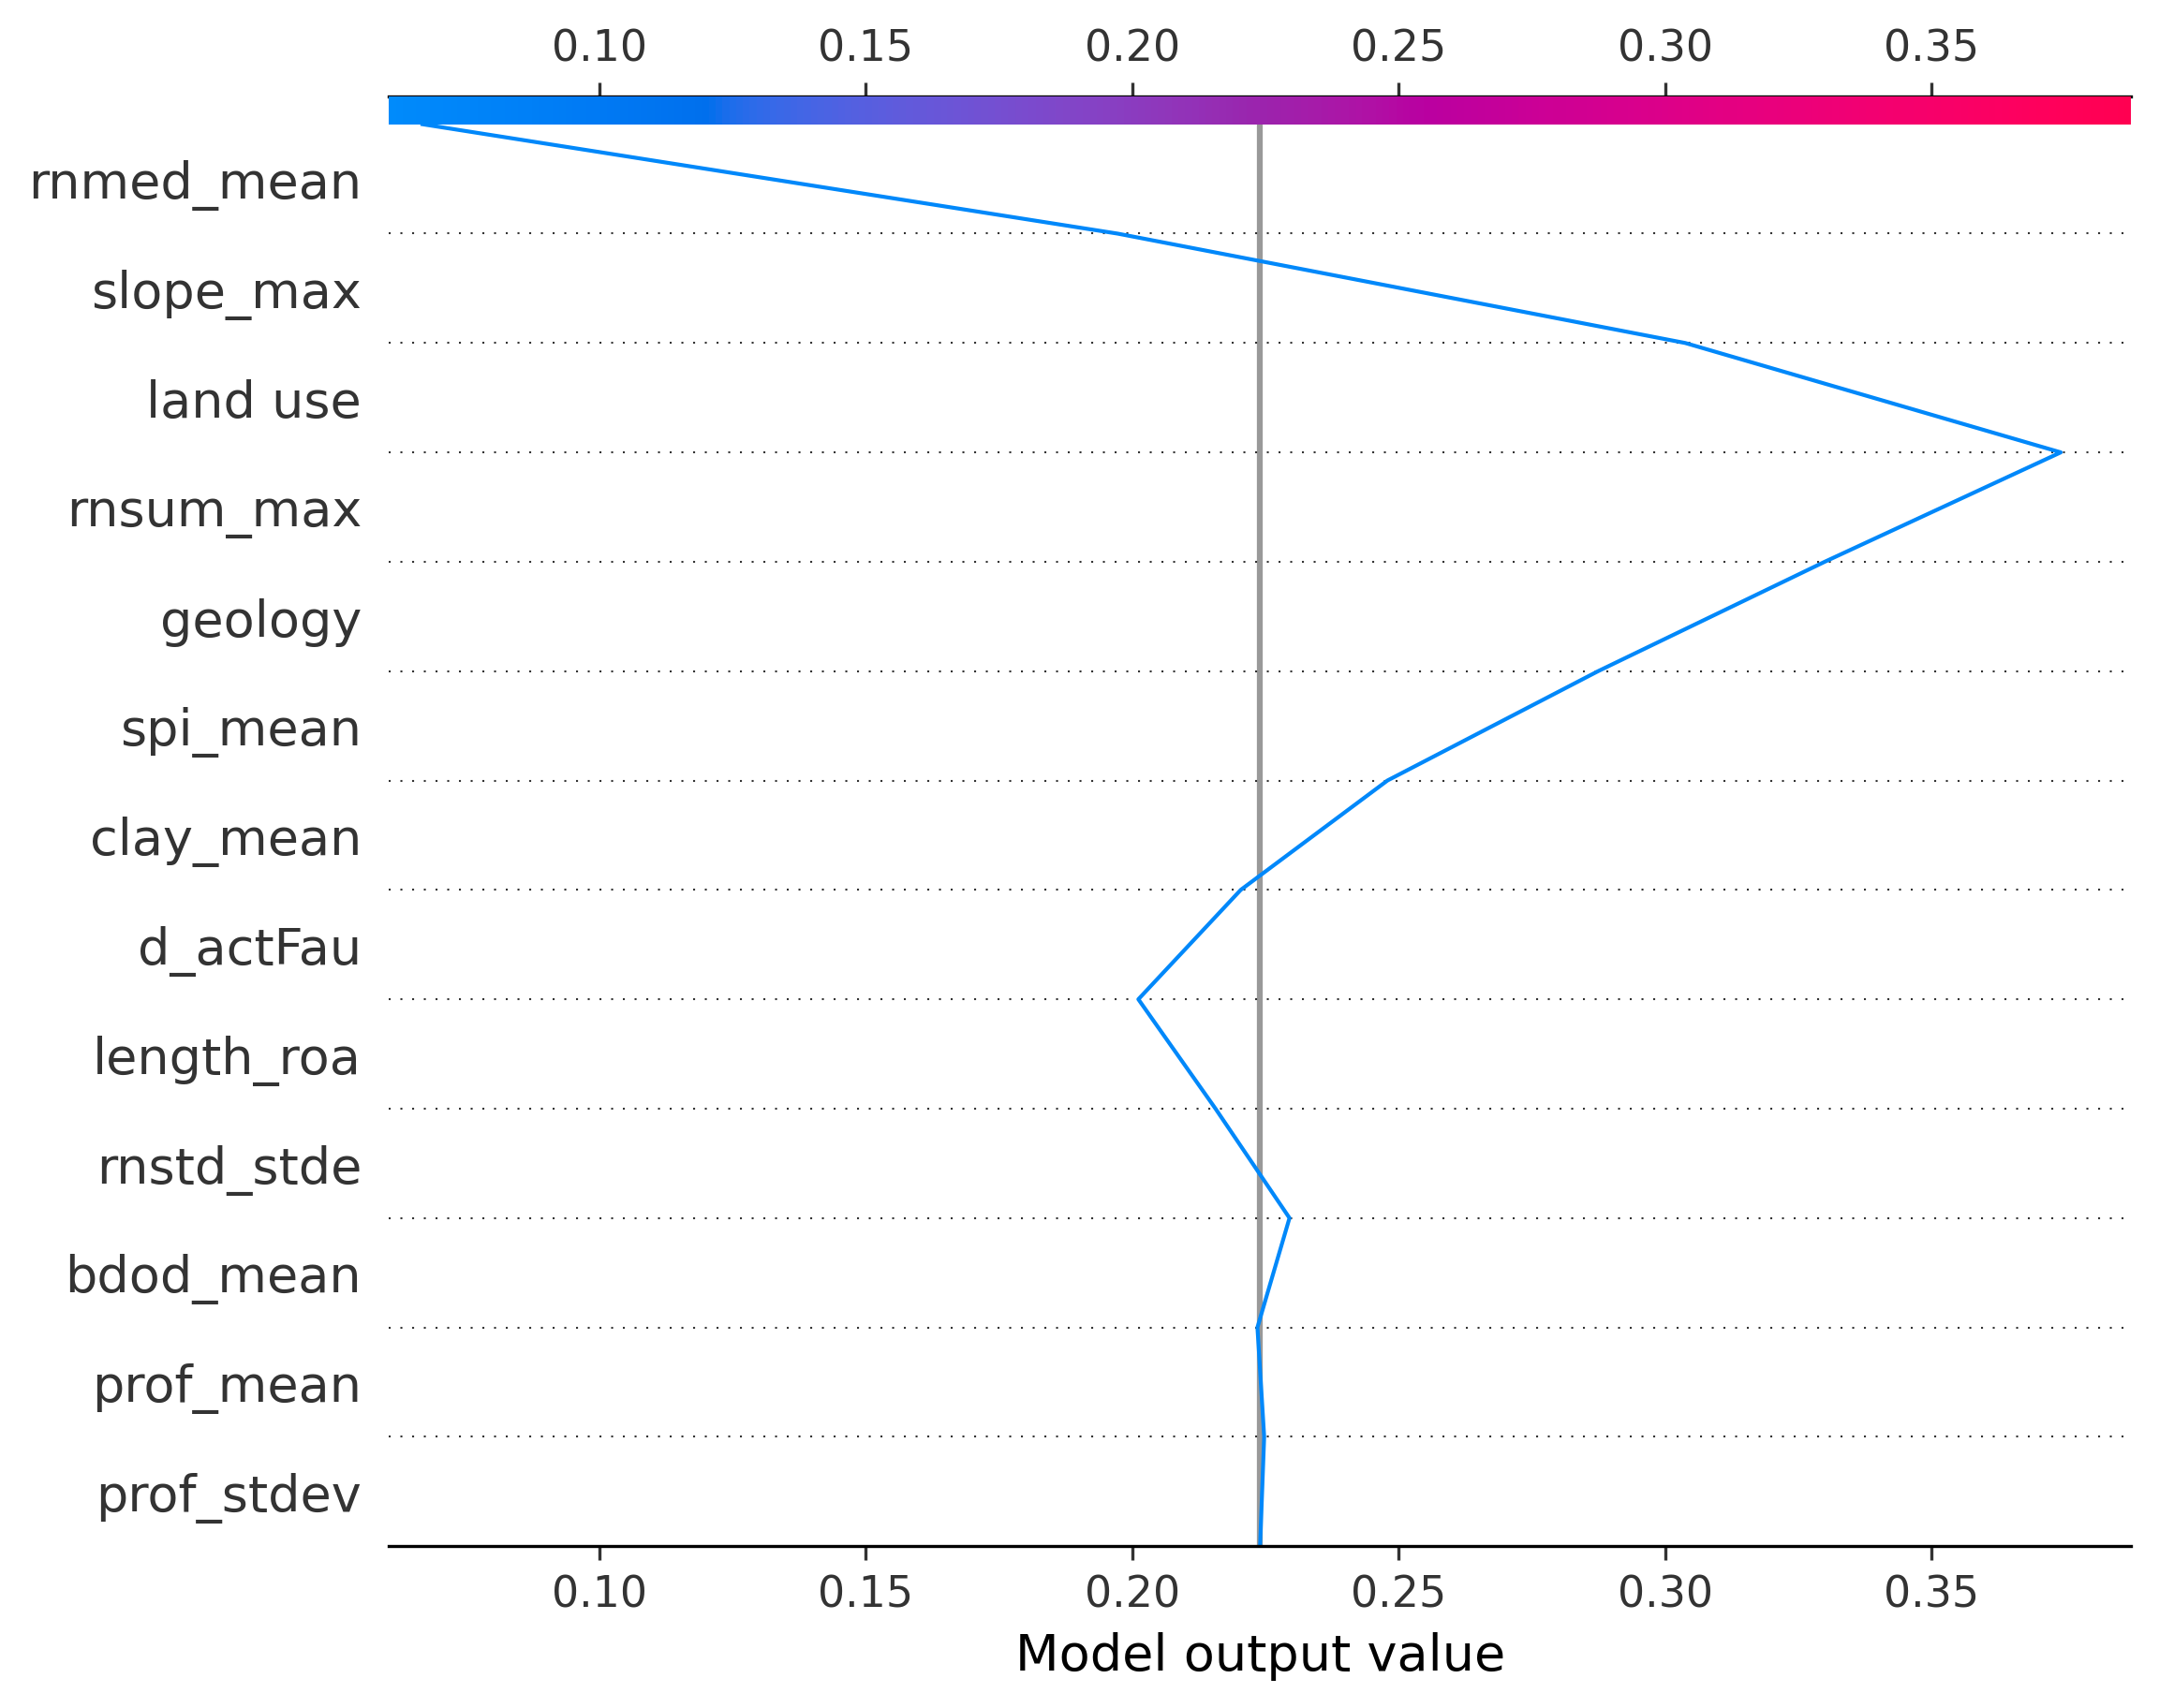 0.10 0.15 0.20 0.25 0.30 0.35
rnmed_mean
slope_max
land use
rnsum_max
geology
spi_mean
clay_mean
d_actFau
length_roa
rnstd_stde
bdod_mean
prof_mean
prof_stdev
0.10 0.15 0.20 0.25 0.30 0.35
Model output value